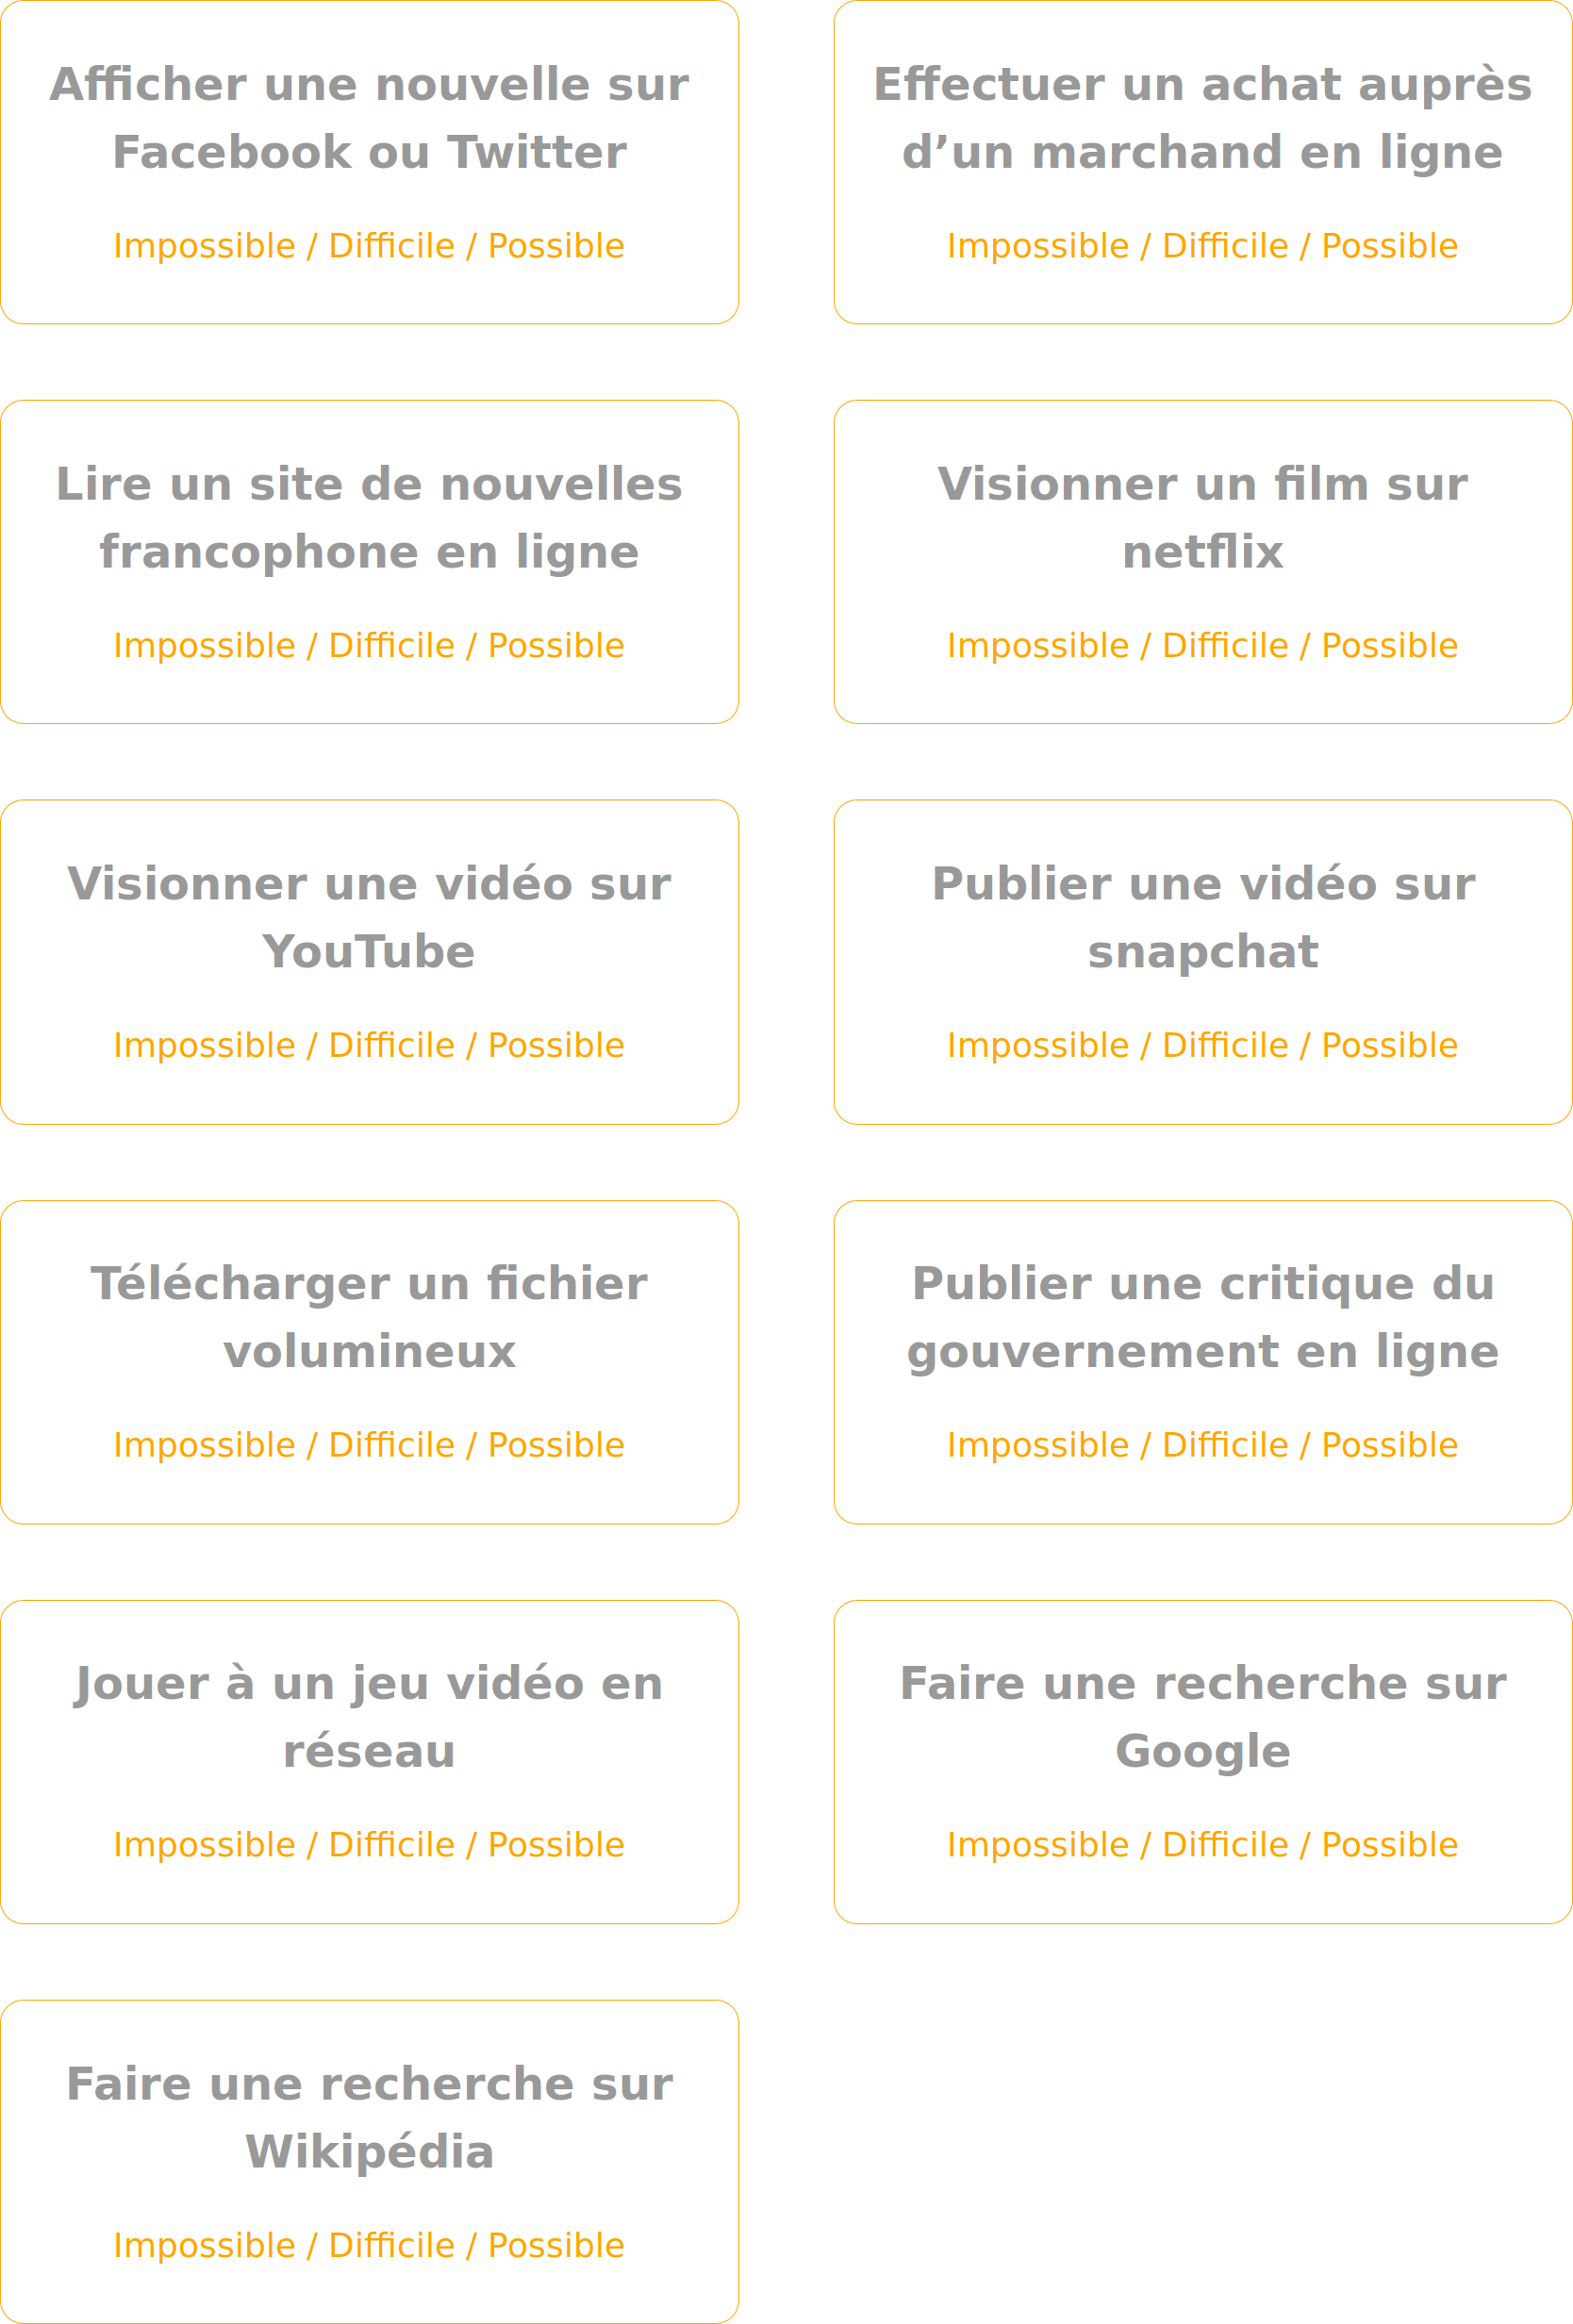 Afficher une nouvelle sur
Facebook ou Twitter
Impossible / Difficile / Possible
Effectuer un achat auprès
d’un marchand en ligne
Impossible / Difficile / Possible
Lire un site de nouvelles
francophone en ligne
Impossible / Difficile / Possible
Visionner un film sur
netflix
Impossible / Difficile / Possible
Visionner une vidéo sur
YouTube
Impossible / Difficile / Possible
Publier une vidéo sur
snapchat
Impossible / Difficile / Possible
Télécharger un fichier
volumineux
Impossible / Difficile / Possible
Publier une critique du
gouvernement en ligne
Impossible / Difficile / Possible
Jouer à un jeu vidéo en
réseau
Impossible / Difficile / Possible
Faire une recherche sur
Google
Impossible / Difficile / Possible
Faire une recherche sur
Wikipédia
Impossible / Difficile / Possible